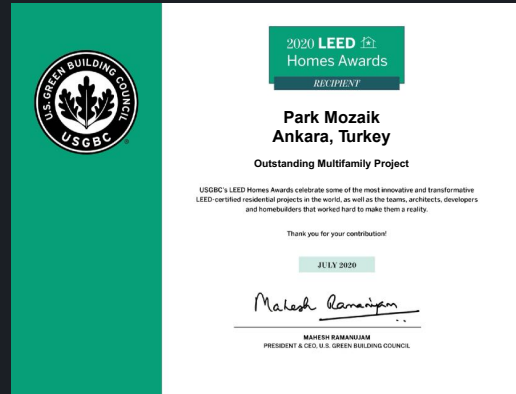 U.S. GREEN BUILDING COUNCIL
USGBC
®
2020 LEED
Homes Awards
RECIPIENT
Park Mozaik
Ankara, Turkey
Outstanding Multifamily Project
USGBC's LEED Homes Awards celebrate some of the most innovative and transformative
LEED-certified residential projects in the world, as well as the teams, architects, developers
and homebuilders that worked hard to make them a reality.
Thank you for your contribution!
JULY 2020
Mahesh Ramanujam
MAHESH RAMANUJAM
PRESIDENT & CEO, U.S. GREEN BUILDING COUNCIL